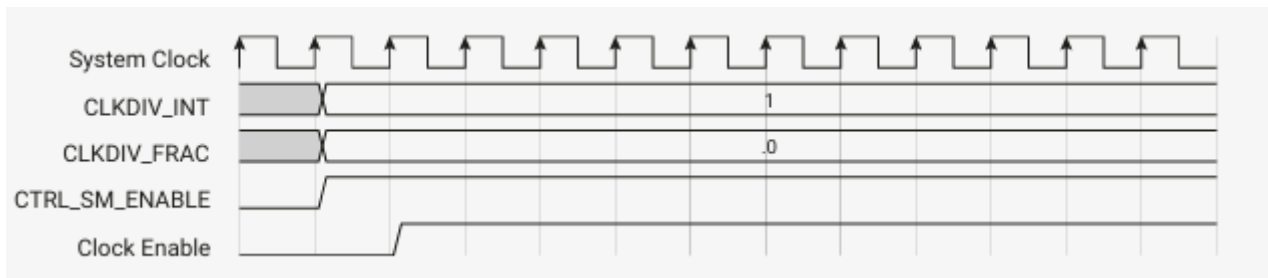 System Clock
CLKDIV_INT
1
CLKDIV_FRAC
.0
CTRL_SM_ENABLE
Clock Enable